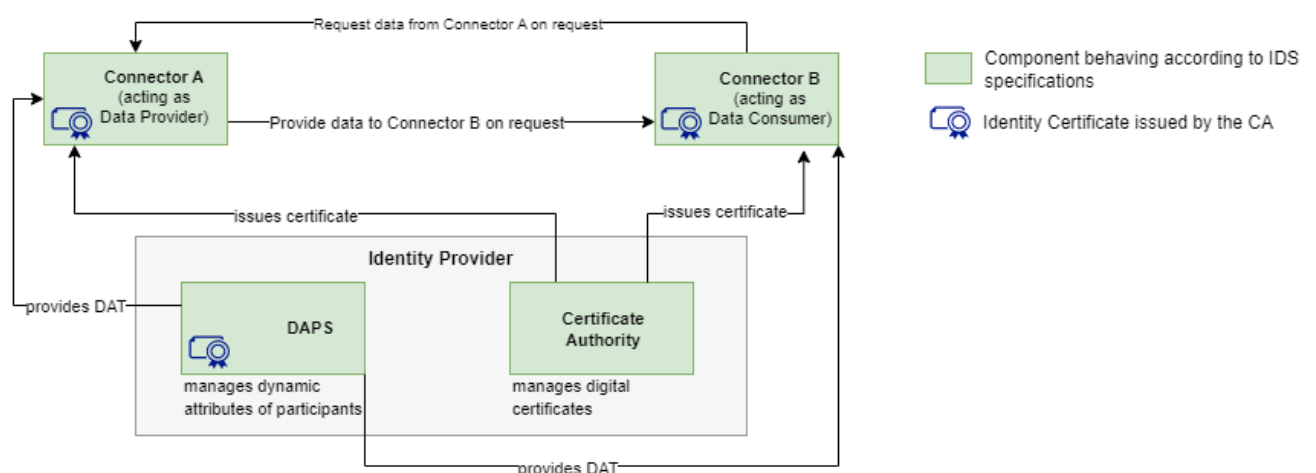 Request data from Connector A on request
Connector A
(acting as
Data Provider)
Connector B
(acting as
Data Consumer)
Component behaving according to IDS
specifications
Provide data to Connector B on request
Identity Certificate issued by the CA
issues certificate
issues certificate
Identity Provider
provides DAT
DAPS
Certificate
Authority
manages dynamic
attributes of participants
manages digital
certificates
provides DAT